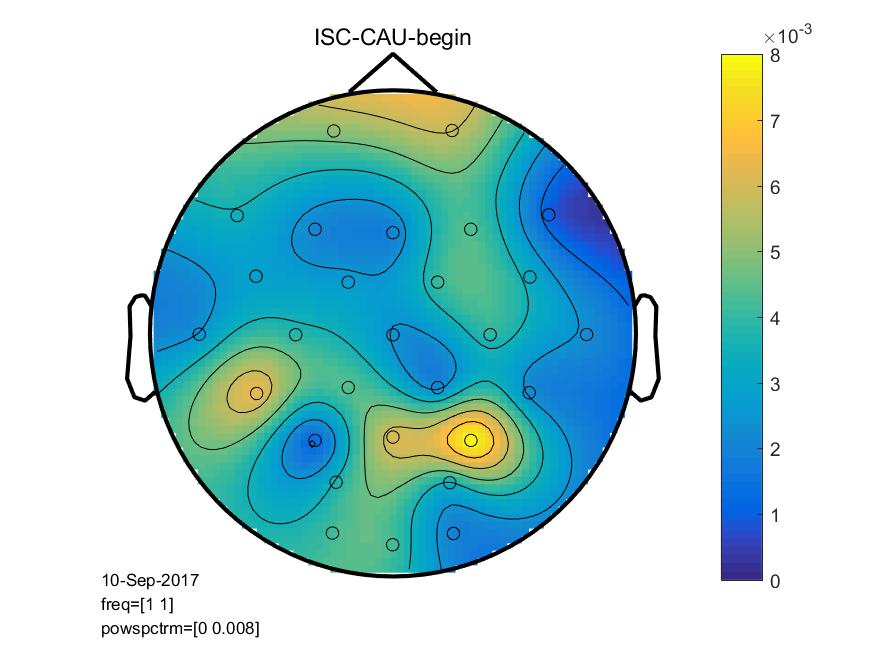 ISC-CAU-begin
×10-3
8
7
6
5
4
3
2
1
0
10-Sep-2017
freq=[1 1]
powspctrm=[0 0.008]